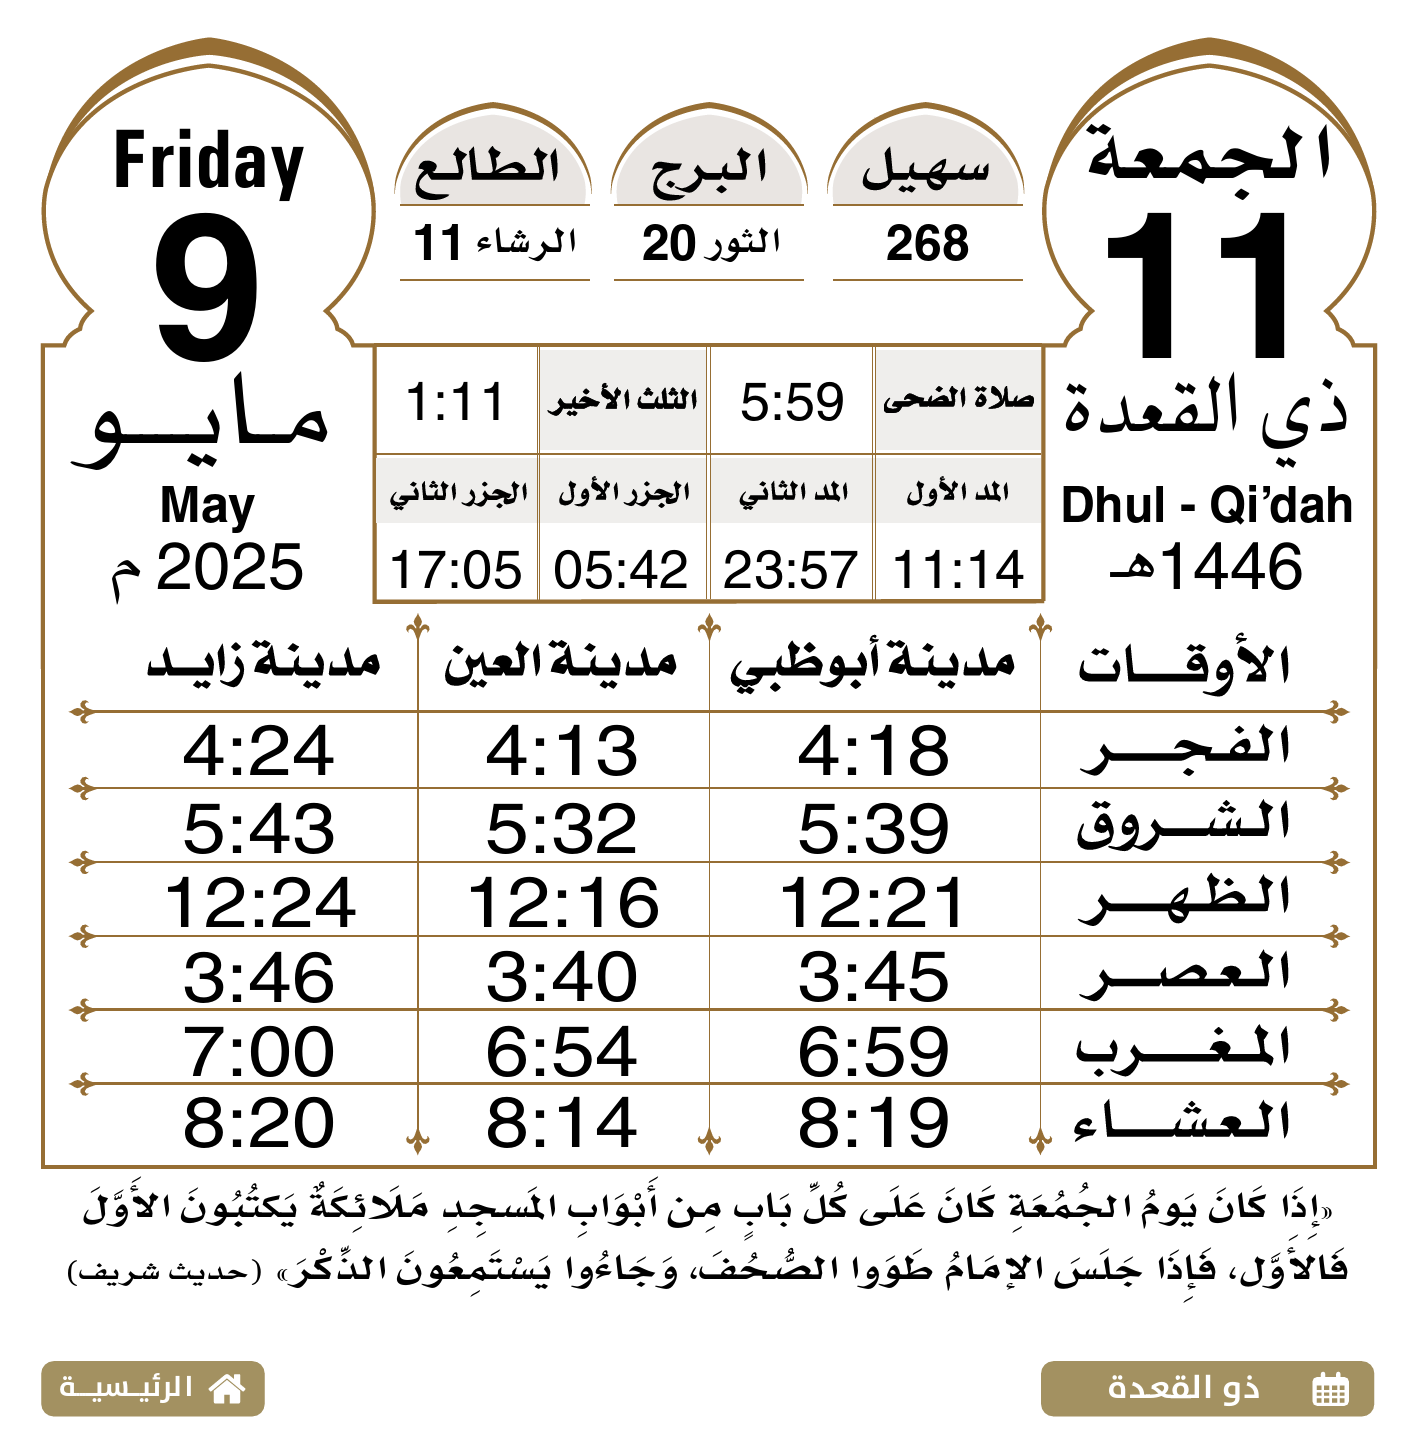 الجمعة
11
ذي القعدة
Dhul - Qi’dah
1446هـ
سهيل
268
البرج
الثور 20
الطالع
الرشاء 11
Friday
9
مايو
May
2025 م
صلاة الضحى 5:59 الثلث الأخير 1:11
المد الأول المد الثاني الجزر الأول الجزر الثاني
11:14 23:57 05:42 17:05
الأوقات مدينة أبوظبي مدينة العين مدينة زايد
الفجر 4:18 4:13 4:24
الشروق 5:39 5:32 5:43
الظهر 12:21 12:16 12:24
العصر 3:45 3:40 3:46
المغرب 6:59 6:54 7:00
العشاء 8:19 8:14 8:20
«إِذَا كَانَ يَومُ الجُمُعَةِ كَانَ عَلَى كُلِّ بَابٍ مِن أَبْوَابِ المَسجِدِ مَلَائِكَةٌ يَكتُبُونَ الأَوَّلَ
فَالأَوَّل، فَإِذَا جَلَسَ الإمَامُ طَوَوا الصُّحُفَ، وَجَاءُوا يَسْتَمِعُونَ الذِّكْرَ» (حديث شريف)
ذو القعدة
الرئيسية